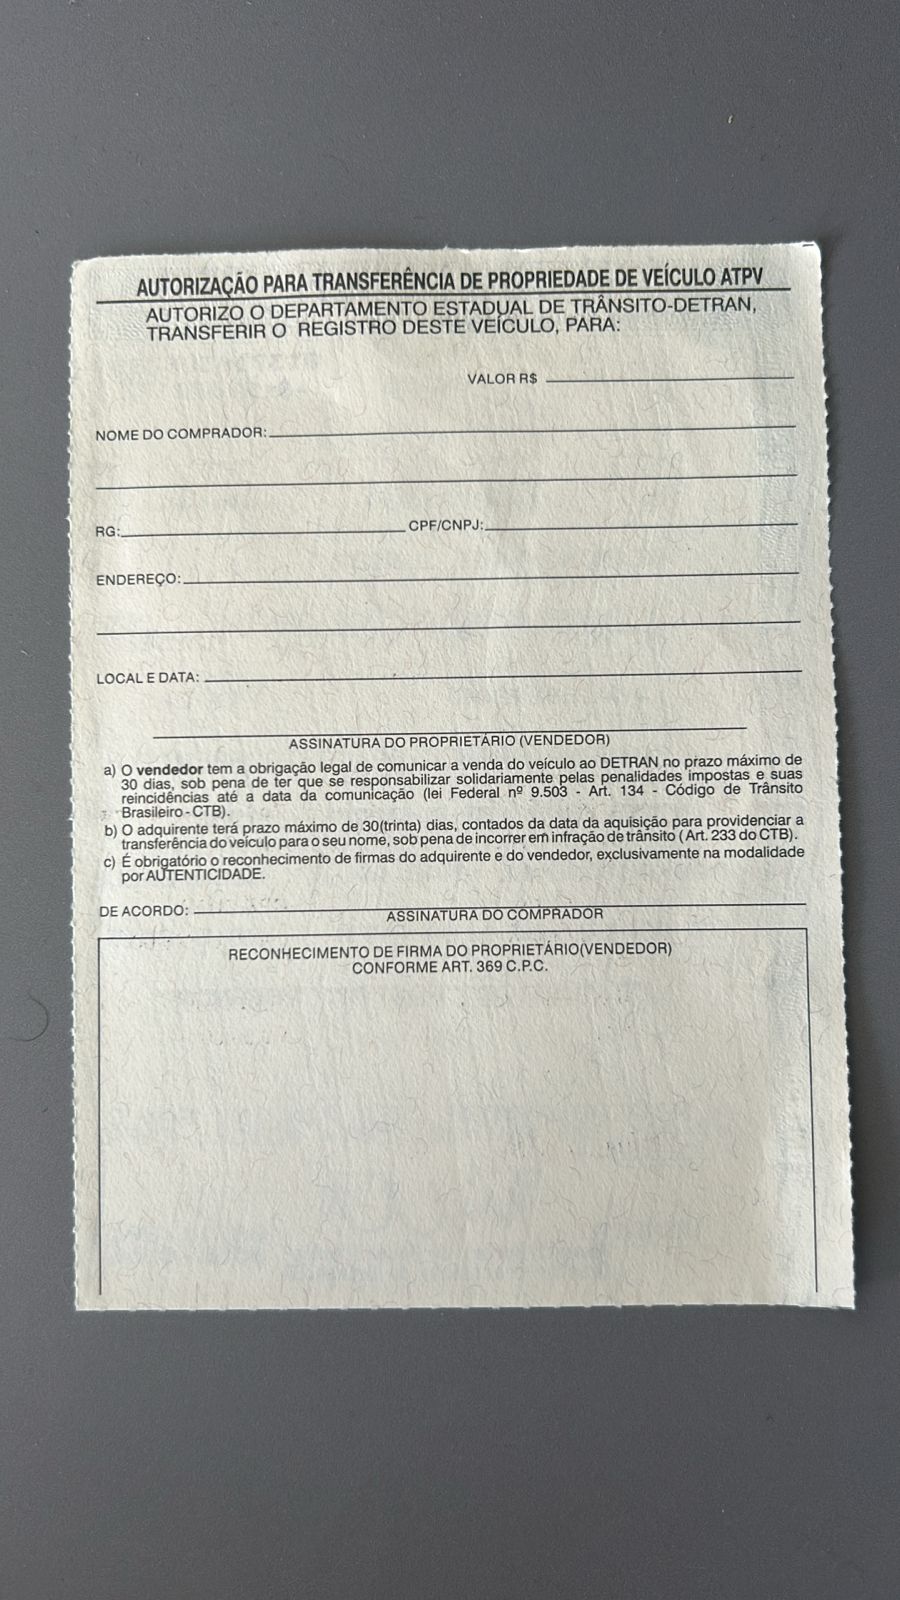 AUTORIZAÇÃO PARA TRANSFERÊNCIA DE PROPRIEDADE DE VEÍCULO ATPV
AUTORIZO O DEPARTAMENTO ESTADUAL DE TRÂNSITO-DETRAN,
TRANSFERIR O REGISTRO DESTE VEÍCULO, PARA:
VALOR R$
NOME DO COMPRADOR:
RG: CPF/CNPJ:
ENDEREÇO:
LOCAL E DATA:
ASSINATURA DO PROPRIETÁRIO (VENDEDOR)
a) O vendedor tem a obrigação legal de comunicar a venda do veículo ao DETRAN no prazo máximo de
30 dias, sob pena de ter que se responsabilizar solidariamente pelas penalidades impostas e suas
reincidências até a data da comunicação (lei Federal nº 9.503 - Art. 134 - Código de Trânsito
Brasileiro - CTB).
b) O adquirente terá prazo máximo de 30(trinta) dias, contados da data da aquisição para providenciar a
transferência do veículo para o seu nome, sob pena de incorrer em infração de trânsito (Art. 233 do CTB).
c) É obrigatório o reconhecimento de firmas do adquirente e do vendedor, exclusivamente na modalidade
por AUTENTICIDADE.
DE ACORDO:
ASSINATURA DO COMPRADOR
RECONHECIMENTO DE FIRMA DO PROPRIETÁRIO(VENDEDOR)
CONFORME ART. 369 C.P.C.